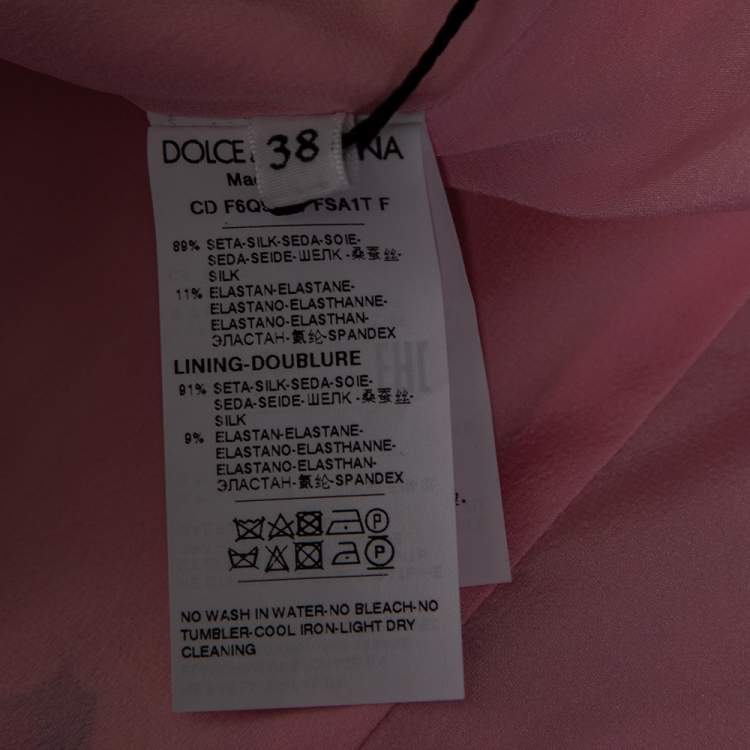 38
DOLCE NA
Ma
CD F6Q FSA1T F
89% SETA-SILK-SEDA-SOIE-
SEDA-SEIDE-ШЕЛК-桑蚕丝-
SILK
11% ELASTAN-ELASTANE-
ELASTANO-ELASTHANNE-
ELASTANO-ELASTHAN-
ЭЛАСТАН-氨纶-SPANDEX
LINING-DOUBLURE
91% SETA-SILK-SEDA-SOIE-
SEDA-SEIDE-ШЕЛК-桑蚕丝-
SILK
9% ELASTAN-ELASTANE-
ELASTANO-ELASTHANNE-
ELASTANO-ELASTHAN-
ЭЛАСТАН-氨纶-SPANDEX
P
P
NO WASH IN WATER-NO BLEACH-NO
TUMBLER-COOL IRON-LIGHT DRY
CLEANING